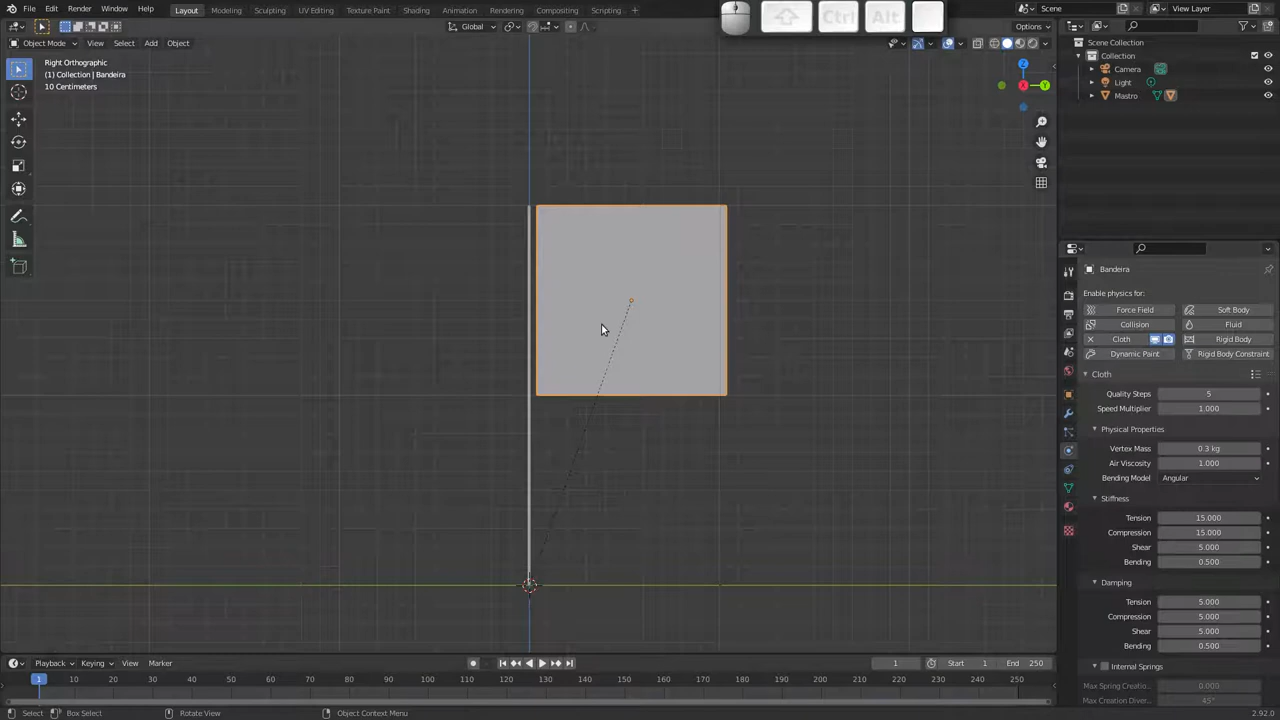 File Edit Render Window Help Layout Modeling Sculpting UV Editing Texture Paint Shading Animation Rendering Compositing Scripting Ctrl Alt Scene View Layer
Global Options
Object Mode View Select Add Object
Right Orthographic
(1) Collection | Bandeira
10 Centimeters
Z
X
Y
Scene Collection
Collection
Camera
Light
Mastro
Bandeira
Enable physics for:
Force Field Soft Body
Collision Fluid
Cloth Rigid Body
Dynamic Paint Rigid Body Constraint
Cloth
Quality Steps 5
Speed Multiplier 1.000
Physical Properties
Vertex Mass 0.3 kg
Air Viscosity 1.000
Bending Model Angular
Stiffness
Tension 15.000
Compression 15.000
Shear 5.000
Bending 0.500
Damping
Tension 5.000
Compression 5.000
Shear 5.000
Bending 0.500
Internal Springs
Max Spring Creatio... 0.000
Max Creation Diver... 45°
Playback Keying View Marker 1 Start 1 End 250
1 10 20 30 40 50 60 70 80 90 100 110 120 130 140 150 160 170 180 190 200 210 220 230 240 250
Select Box Select Rotate View Object Context Menu 2.92.0